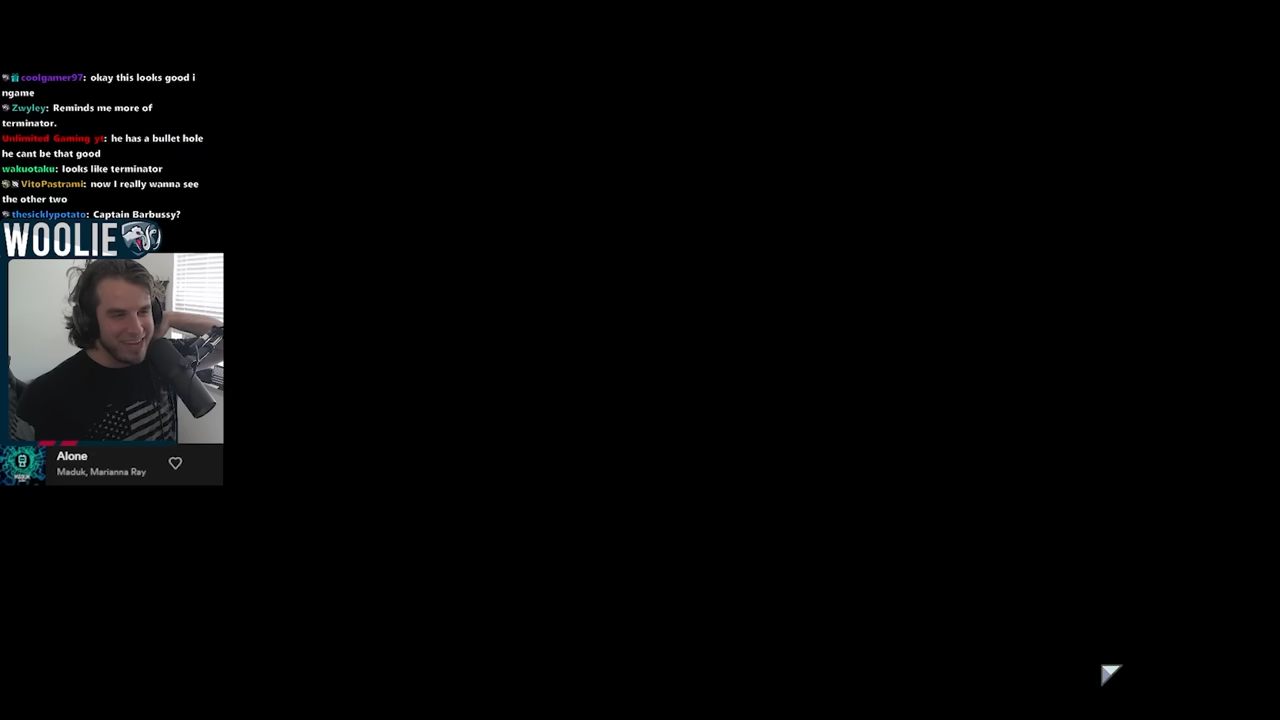 coolgamer97: okay this looks good i
ngame
Zwyley: Reminds me more of
terminator.
Unlimited Gaming yt: he has a bullet hole
he cant be that good
wakuotaku: looks like terminator
VitoPastrami: now I really wanna see
the other two
thesicklypotato: Captain Barbussy?
WOOLIE
Alone
Maduk, Marianna Ray